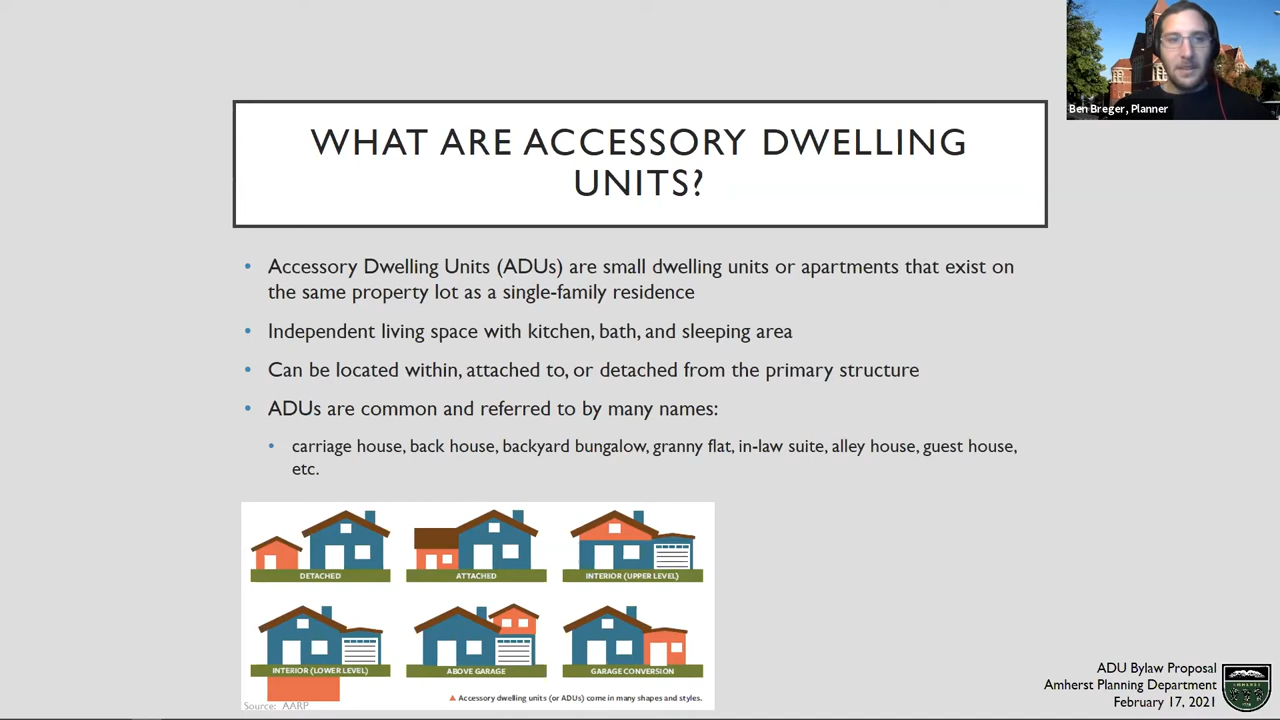 Ben Breger, Planner
WHAT ARE ACCESSORY DWELLING
UNITS?
• Accessory Dwelling Units (ADUs) are small dwelling units or apartments that exist on
the same property lot as a single-family residence
• Independent living space with kitchen, bath, and sleeping area
• Can be located within, attached to, or detached from the primary structure
• ADUs are common and referred to by many names:
• carriage house, back house, backyard bungalow, granny flat, in-law suite, alley house, guest house,
etc.
DETACHED
ATTACHED
INTERIOR (UPPER LEVEL)
INTERIOR (LOWER LEVEL)
ABOVE GARAGE
GARAGE CONVERSION
Accessory dwelling units (or ADUs) come in many shapes and styles.
Source: AARP
ADU Bylaw Proposal
Amherst Planning Department
February 17, 2021